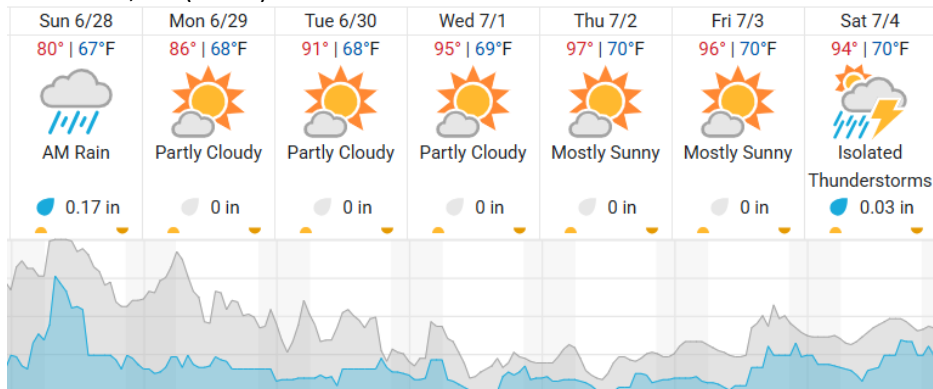 Sun 6/28 Mon 6/29 Tue 6/30 Wed 7/1 Thu 7/2 Fri 7/3 Sat 7/4
80° | 67°F 86° | 68°F 91° | 68°F 95° | 69°F 97° | 70°F 96° | 70°F 94° | 70°F
AM Rain Partly Cloudy Partly Cloudy Partly Cloudy Mostly Sunny Mostly Sunny Isolated
Thunderstorms
0.17 in 0 in 0 in 0 in 0 in 0 in 0.03 in